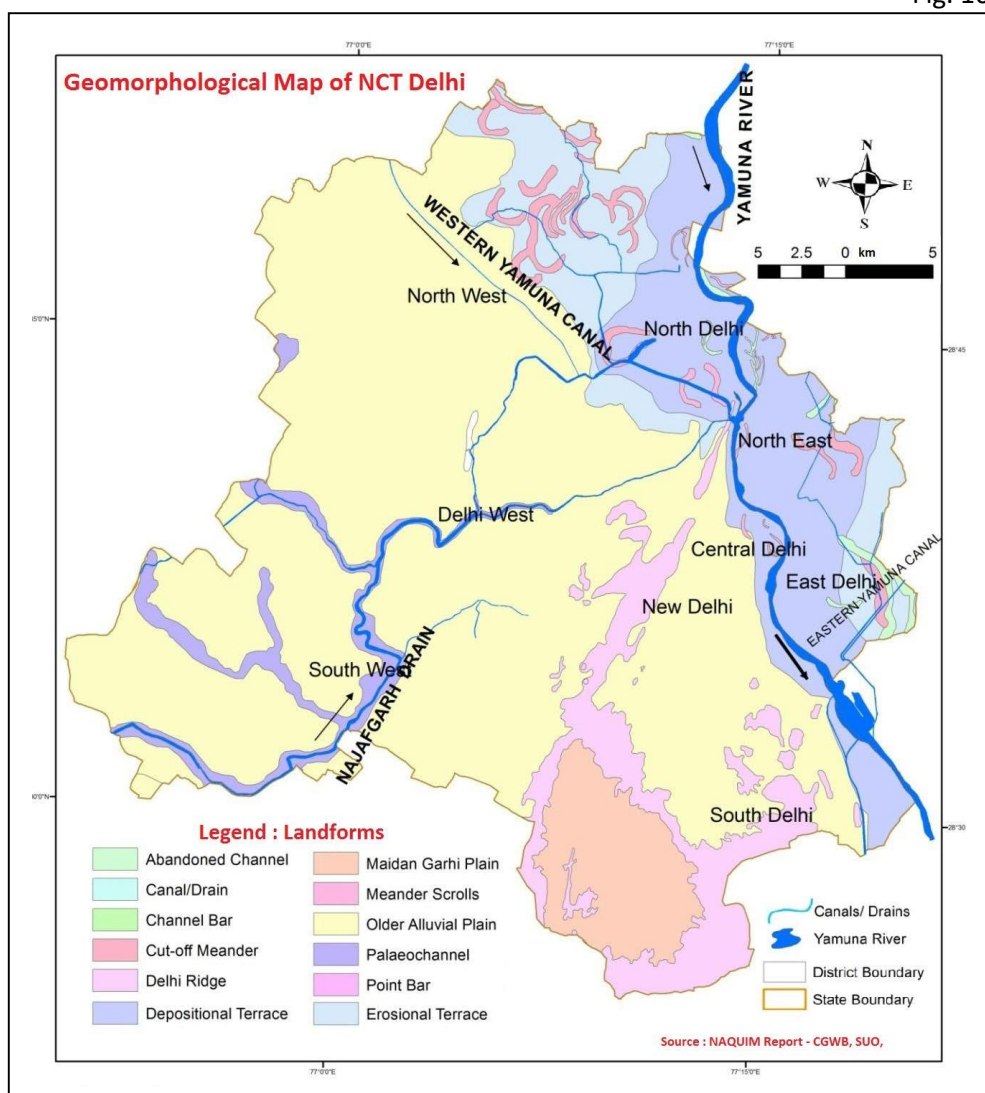 77°0'0"E
77°15'0"E
Geomorphological Map of NCT Delhi
YAMUNA RIVER
N
W
E
S
5 2.5 0 km 5
WESTERN YAMUNA CANAL
North West
North Delhi
28°45
North East
Delhi West
Central Delhi
East Delhi
EASTERN YAMUNA CANAL
New Delhi
South West
NAJAFGARH DRAIN
South Delhi
28°30
Legend : Landforms
Abandoned Channel
Canal/Drain
Channel Bar
Cut-off Meander
Delhi Ridge
Depositional Terrace
Maidan Garhi Plain
Meander Scrolls
Older Alluvial Plain
Palaeochannel
Point Bar
Erosional Terrace
Canals/ Drains
Yamuna River
District Boundary
State Boundary
Source : NAQUIM Report - CGWB, SUO,
77°0'0"E
77°15'0"E